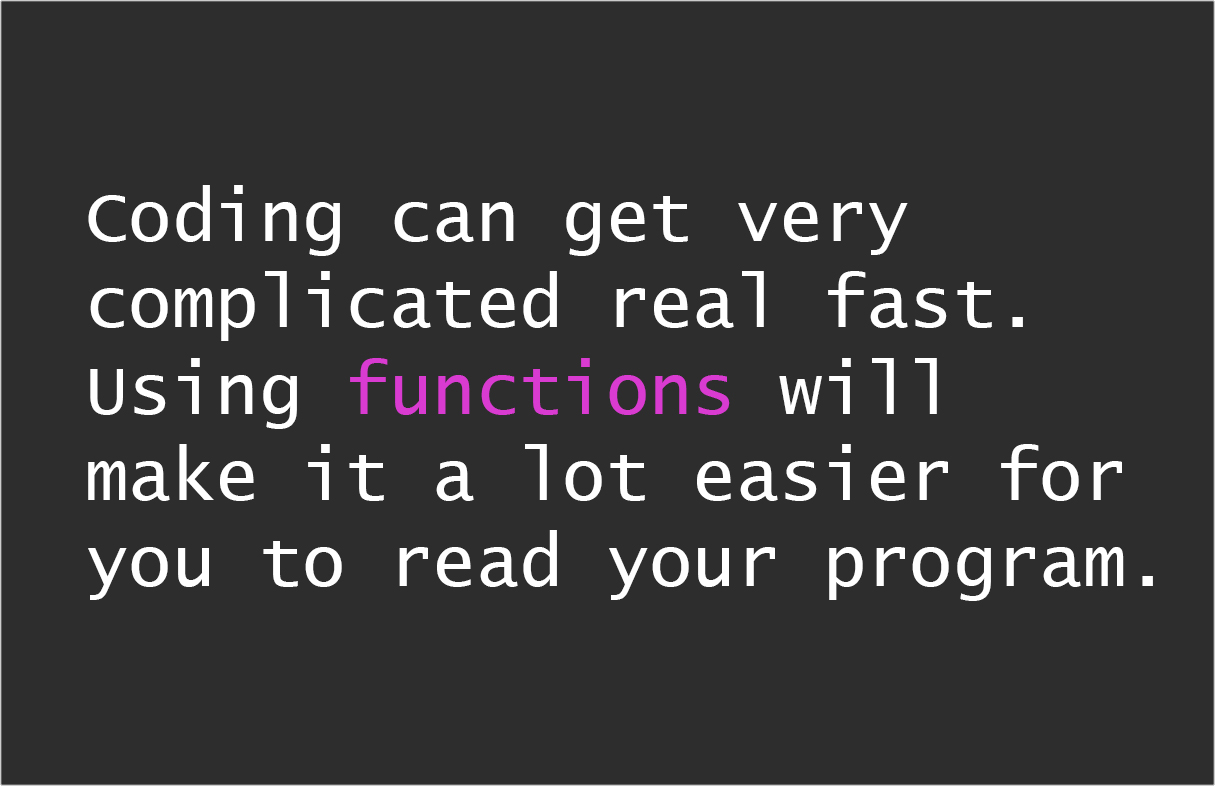 Coding can get very
complicated real fast.
Using functions will
make it a lot easier for
you to read your program.